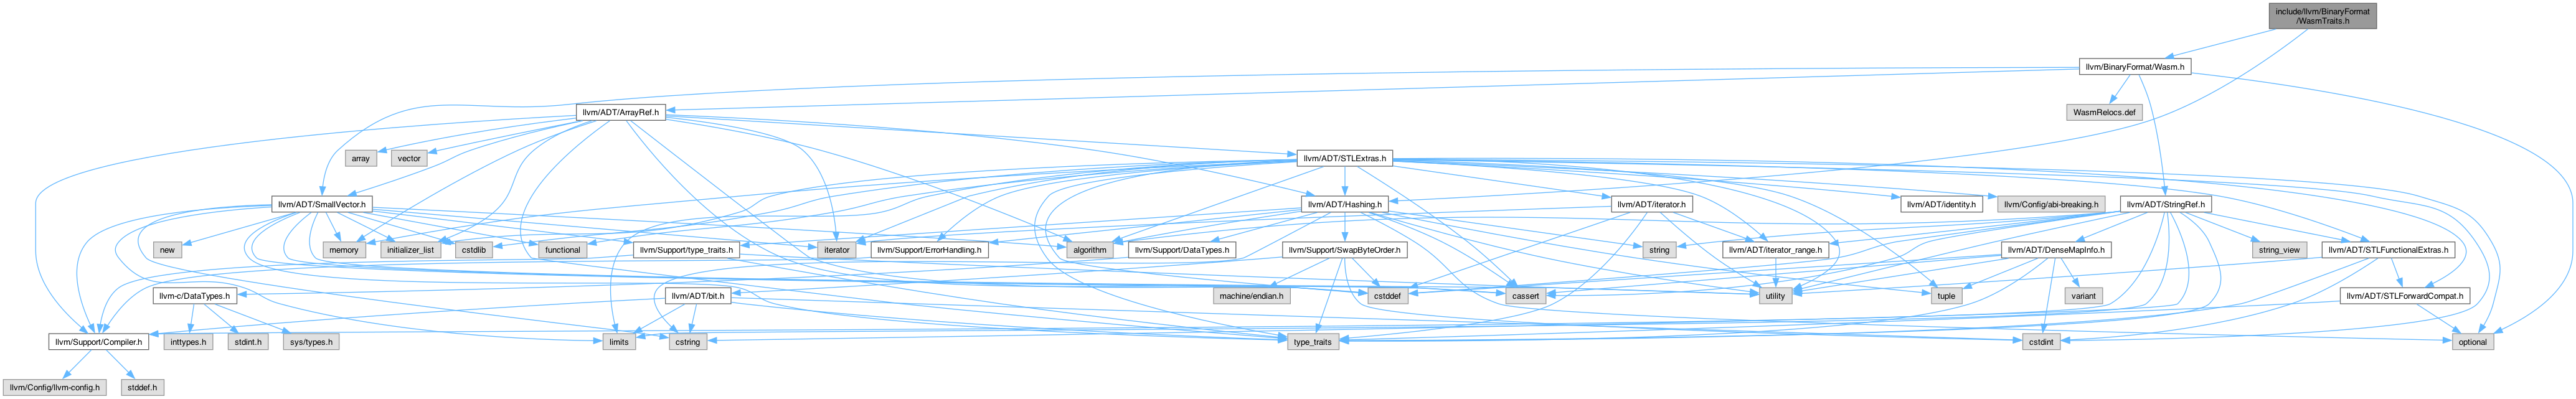 include/llvm/BinaryFormat
/WasmTraits.h
llvm/BinaryFormat/Wasm.h
llvm/ADT/ArrayRef.h
WasmRelocs.def
array
vector
llvm/ADT/STLExtras.h
llvm/ADT/SmallVector.h
llvm/ADT/Hashing.h
llvm/ADT/iterator.h
llvm/ADT/identity.h
llvm/Config/abi-breaking.h
llvm/ADT/StringRef.h
new
memory
initializer_list
cstdlib
functional
llvm/Support/type_traits.h
iterator
llvm/Support/ErrorHandling.h
algorithm
llvm/Support/DataTypes.h
llvm/Support/SwapByteOrder.h
string
llvm/ADT/iterator_range.h
llvm/ADT/DenseMapInfo.h
string_view
llvm/ADT/STLFunctionalExtras.h
llvm-c/DataTypes.h
llvm/ADT/bit.h
machine/endian.h
cstddef
cassert
utility
tuple
variant
llvm/ADT/STLForwardCompat.h
llvm/Support/Compiler.h
inttypes.h
stdint.h
sys/types.h
limits
cstring
type_traits
cstdint
optional
llvm/Config/llvm-config.h
stddef.h